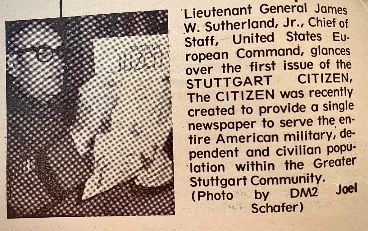 itizen
Lieutenant General James
W. Sutherland, Jr., Chief of
Staff, United States Eu-
ropean Command, glances
over the first issue of the
STUTTGART CITIZEN,
The CITIZEN was recently
created to provide a single
newspaper to serve the en-
tire American military, de-
pendent and civilian popu-
lation within the Greater
Stuttgart Community.
(Photo by DM2 Joel
Schafer)